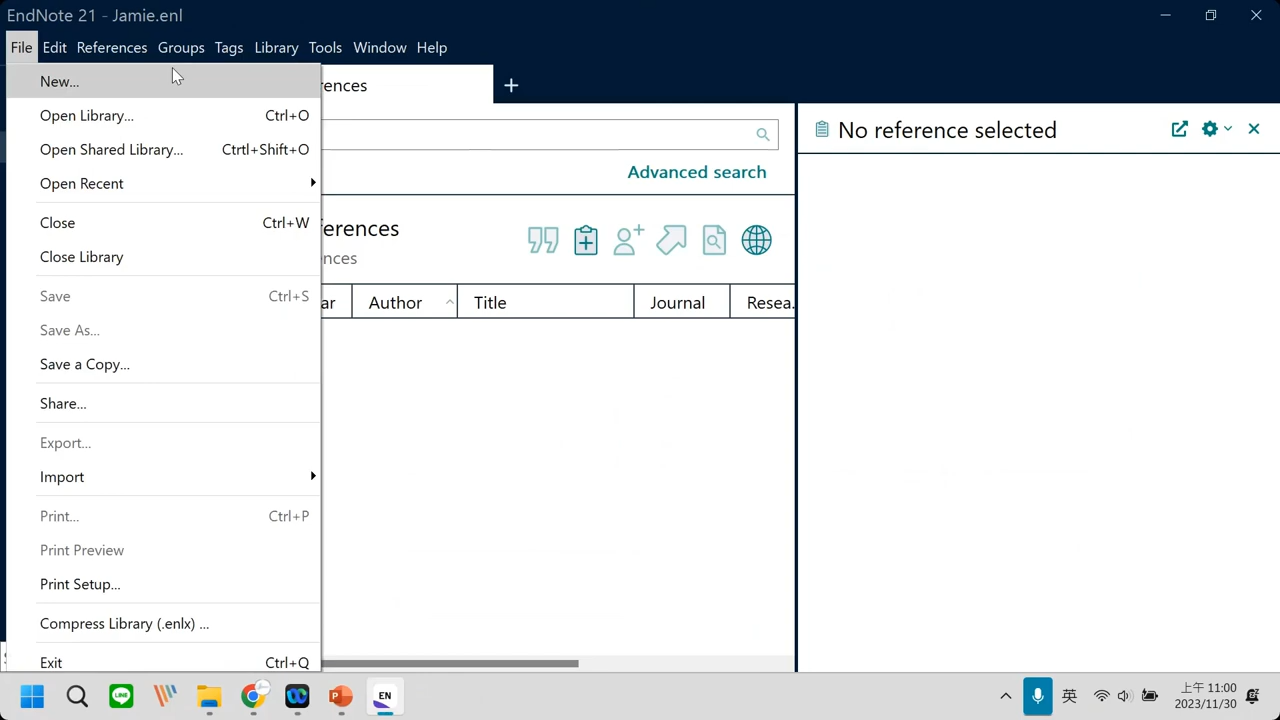 EndNote 21 - Jamie.enl
File Edit References Groups Tags Library Tools Window Help
New...
rences
Open Library... Ctrl+O
Open Shared Library... Ctrtl+Shift+O
Open Recent
Close Ctrl+W
Close Library
Save Ctrl+S
Save As...
Save a Copy...
Share...
Export...
Import
Print... Ctrl+P
Print Preview
Print Setup...
Compress Library (.enlx) ...
Exit Ctrl+Q
Advanced search
erences
nces
ar Author Title Journal Resea...
No reference selected
EN
英
上午 11:00
2023/11/30